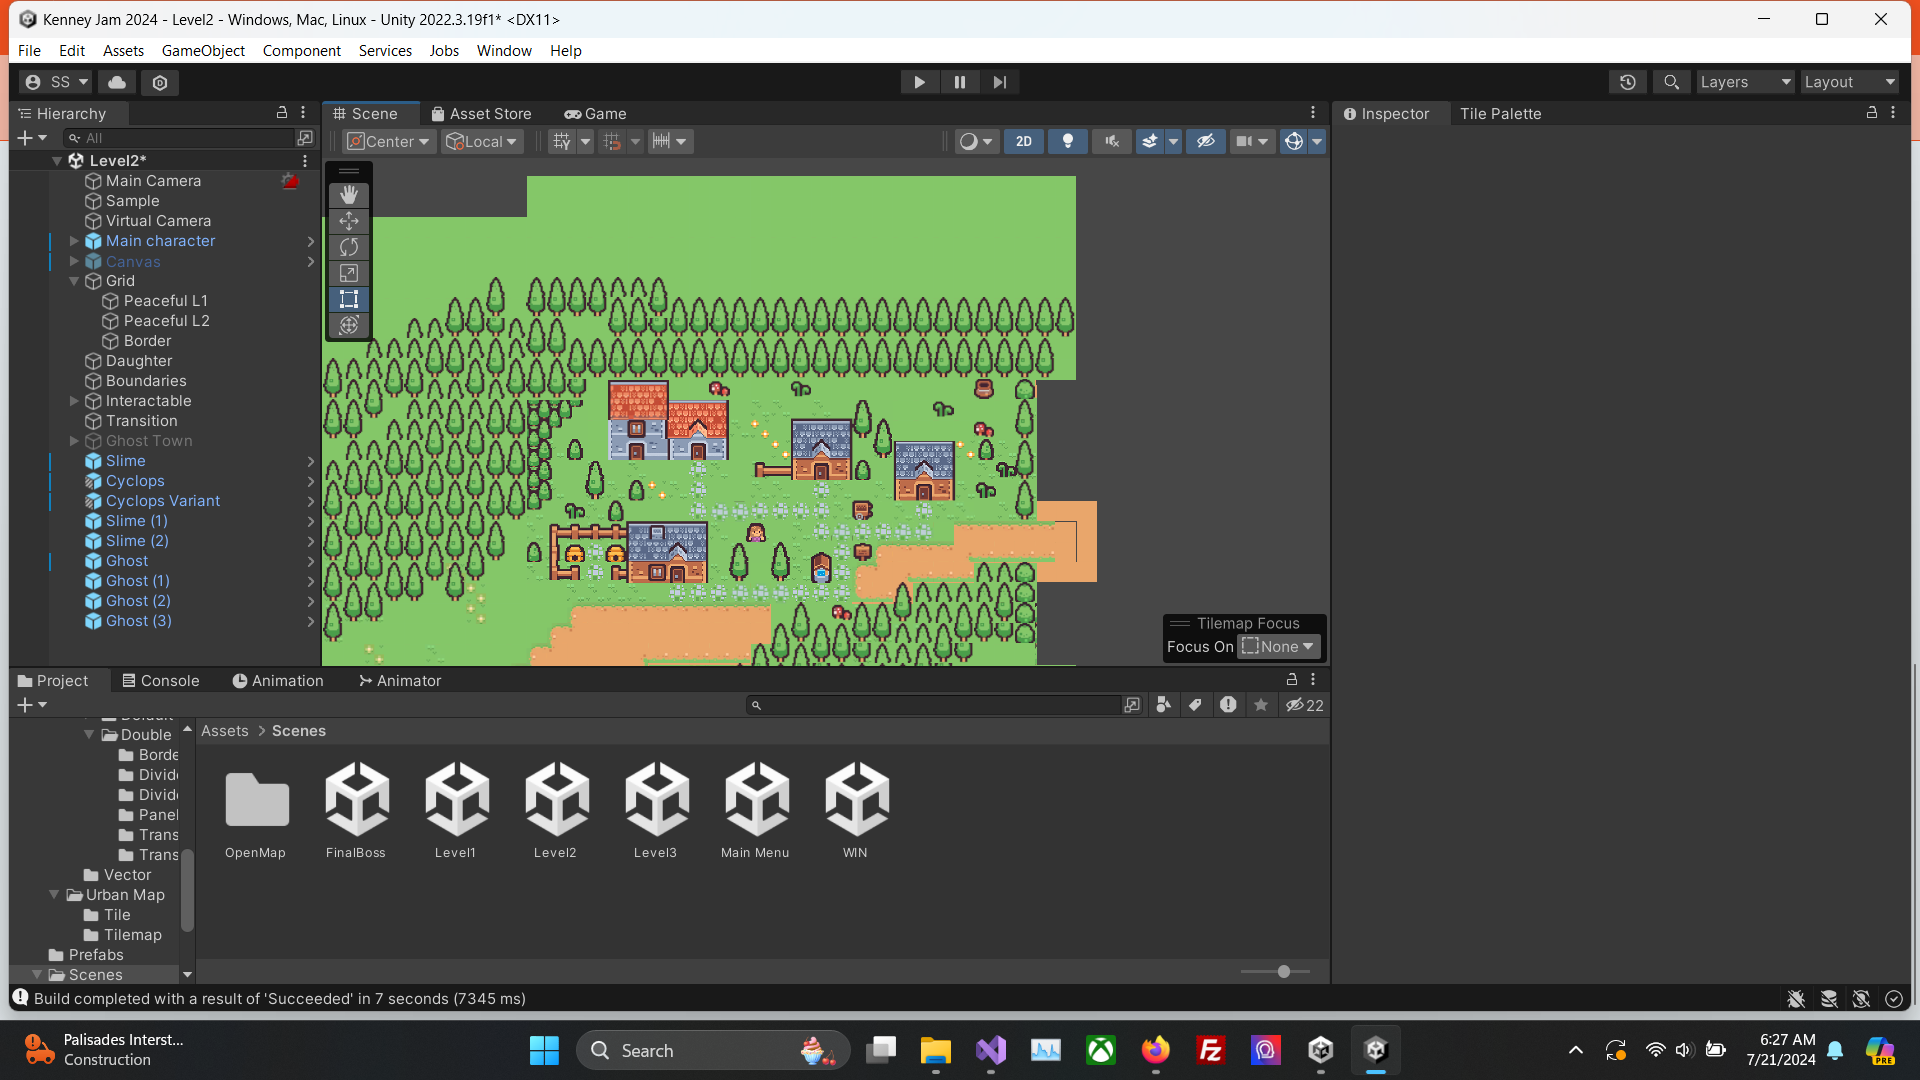 Kenney Jam 2024 - Level2 - Windows, Mac, Linux - Unity 2022.3.19f1* <DX11>
File Edit Assets GameObject Component Services Jobs Window Help
SS Layers Layout
Hierarchy Scene Asset Store Game Inspector Tile Palette
All Center Local 2D
Level2*
Main Camera
Sample
Virtual Camera
Main character
Canvas
Grid
Peaceful L1
Peaceful L2
Border
Daughter
Boundaries
Interactable
Transition
Ghost Town
Slime
Cyclops
Cyclops Variant
Slime (1)
Slime (2)
Ghost
Ghost (1)
Ghost (2)
Ghost (3)
Tilemap Focus
Focus On None
Project Console Animation Animator
22
Default
Double
Borde
Divid
Divid
Panel
Trans
Trans
Vector
Urban Map
Tile
Tilemap
Prefabs
Scenes
Assets > Scenes
OpenMap FinalBoss Level1 Level2 Level3 Main Menu WIN
Build completed with a result of 'Succeeded' in 7 seconds (7345 ms)
Palisades Interst...
Construction
Search
PRE
6:27 AM
7/21/2024